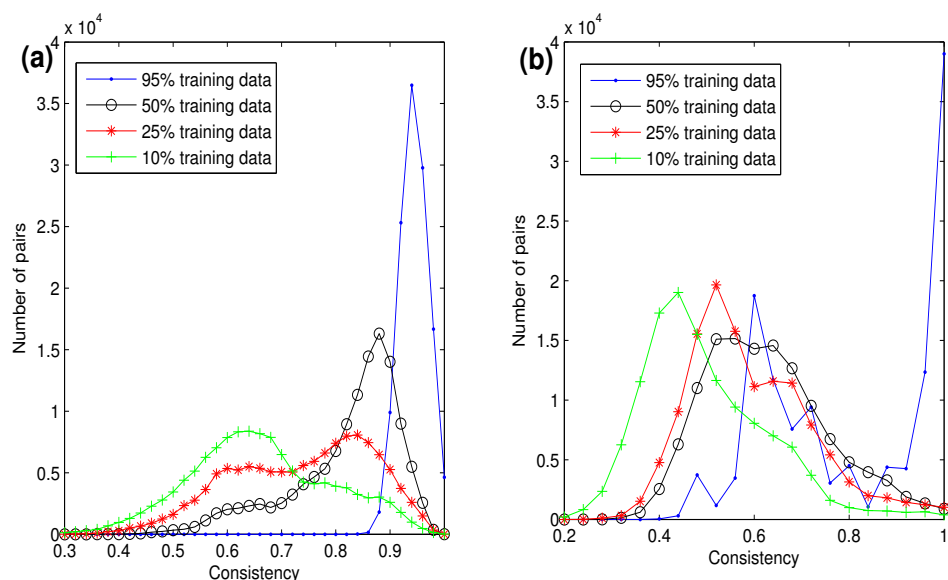 (a)
x 10^4
4
3.5
3
2.5
2
1.5
1
0.5
0
Number of pairs
95% training data
50% training data
25% training data
10% training data
0.3 0.4 0.5 0.6 0.7 0.8 0.9
Consistency
(b)
x 10^4
4
3.5
3
2.5
2
1.5
1
0.5
0
Number of pairs
95% training data
50% training data
25% training data
10% training data
0.2 0.4 0.6 0.8 1
Consistency